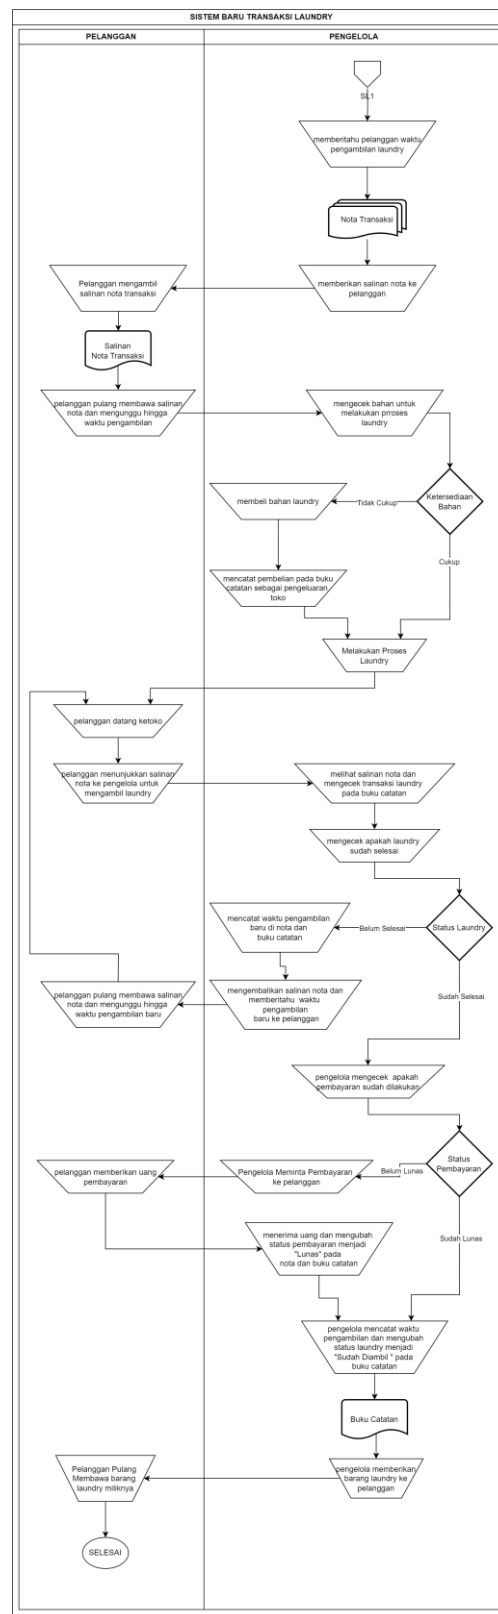 SISTEM BARU TRANSAKSI LAUNDRY
PELANGGAN
PENGELOLA
SL1
memberitahu pelanggan waktu
pengambilan laundry
Nota Transaksi
memberikan salinan nota ke
pelanggan
Pelanggan mengambil
salinan nota transaksi
Salinan
Nota Transaksi
pelanggan pulang membawa salinan
nota dan mengunggu hingga
waktu pengambilan
mengecek bahan untuk
melakukan prroses
laundry
Ketersediaan
Bahan
Tidak Cukup
membeli bahan laundry
Cukup
mencatat pembelian pada buku
catatan sebagai pengeluaran
toko
Melakukan Proses
Laundry
pelanggan datang ketoko
pelanggan menunjukkan salinan
nota ke pengelola untuk
mengambil laundry
melihat salinan nota dan
mengecek transaksi laundry
pada buku catatan
mengecek apakah laundry
sudah selesai
Status Laundry
Belum Selesai
mencatat waktu pengambilan
baru di nota dan
buku catatan
Sudah Selesai
mengembalikan salinan nota dan
memberitahu waktu
pengambilan
baru ke pelanggan
pelanggan pulang membawa salinan
nota dan mengunggu hingga
waktu pengambilan baru
pengelola mengecek apakah
pembayaran sudah dilakukan
Status
Pembayaran
Belum Lunas
Pengelola Meminta Pembayaran
ke pelanggan
pelanggan memberikan uang
pembayaran
Sudah Lunas
menerima uang dan mengubah
status pembayaran menjadi
"Lunas" pada
nota dan buku catatan
pengelola mencatat waktu
pengambilan dan mengubah
status laundry menjadi
"Sudah Diambil " pada
buku catatan
Buku Catatan
pengelola memberikan
barang laundry ke
pelanggan
Pelanggan Pulang
Membawa barang
laundry miliknya
SELESAI